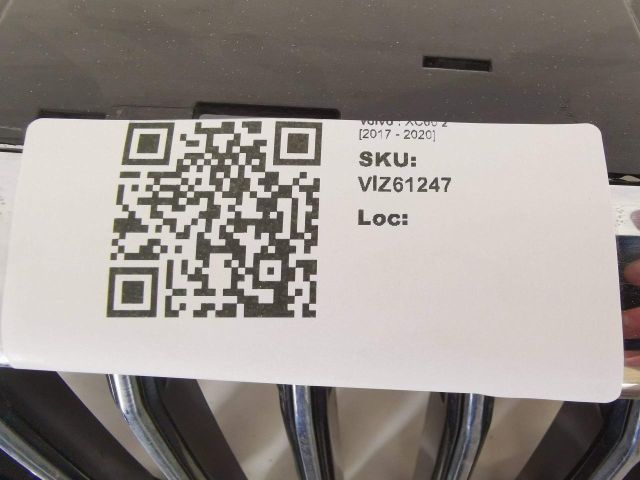 Volvo : XC60 2
[2017 - 2020]
SKU:
VIZ61247
Loc: